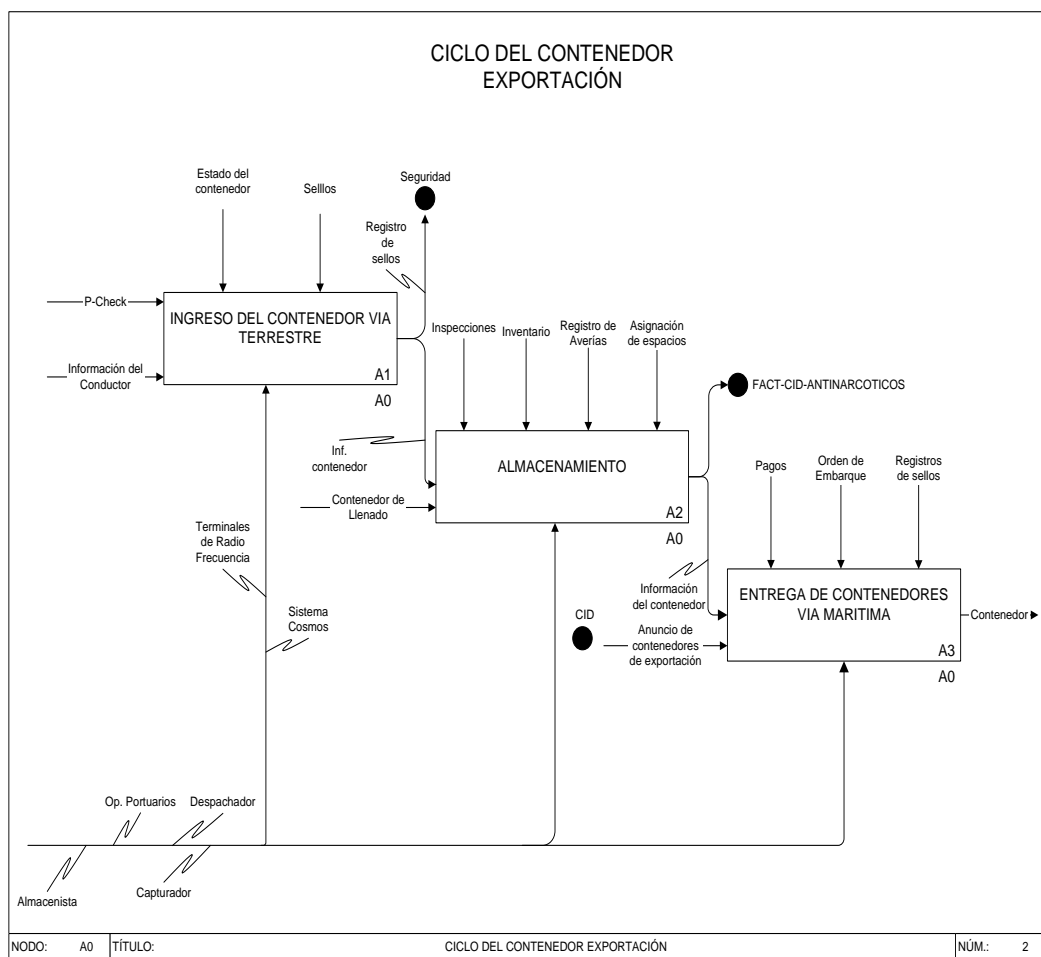 CICLO DEL CONTENEDOR
EXPORTACIÓN
Estado del
contenedor
Selllos
Seguridad
Registro
de
sellos
P-Check
INGRESO DEL CONTENEDOR VIA
TERRESTRE
Información del
Conductor
A1
A0
Inspecciones
Inventario
Registro de
Averías
Asignación
de espacios
FACT-CID-ANTINARCOTICOS
Inf.
contenedor
ALMACENAMIENTO
Contenedor de
Llenado
A2
A0
Pagos
Orden de
Embarque
Registros
de sellos
Terminales
de Radio
Frecuencia
Sistema
Cosmos
Información
del contenedor
ENTREGA DE CONTENEDORES
VIA MARITIMA
Contenedor
CID
Anuncio de
contenedores
de exportación
A3
A0
Op. Portuarios
Despachador
Almacenista
Capturador
NODO: A0 TÍTULO: CICLO DEL CONTENEDOR EXPORTACIÓN NÚM.: 2